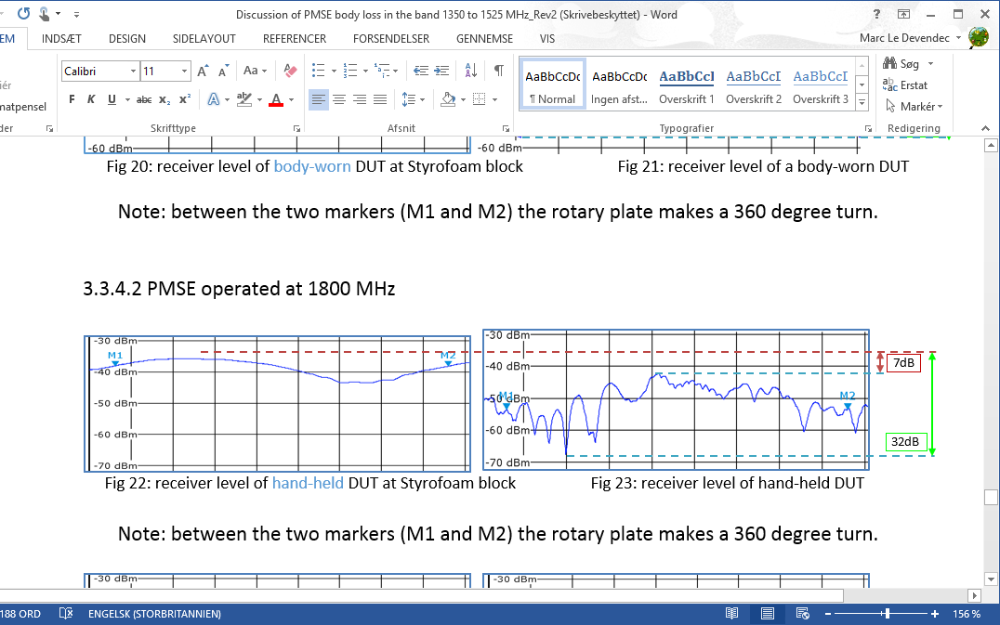 Discussion of PMSE body loss in the band 1350 to 1525 MHz_Rev2 (Skrivebeskyttet) - Word
?
EM INDSÆT DESIGN SIDELAYOUT REFERENCER FORSENDELSER GENNEMSE VIS Marc Le Devendec
Calibri 11 A A Aa
AaBbCcDc AaBbCcDc AaBbCcI AaBbCcI AaBbCcI
¶ Normal Ingen afst... Overskrift 1 Overskrift 2 Overskrift 3
Søg
Erstat
Markér
iér
matpensel
F K U abc x₂ x² A ab A
der Skrifttype Afsnit Typografier Redigering
-60 dBm -60 dBm
Fig 20: receiver level of body-worn DUT at Styrofoam block Fig 21: receiver level of a body-worn DUT
Note: between the two markers (M1 and M2) the rotary plate makes a 360 degree turn.
3.3.4.2 PMSE operated at 1800 MHz
-30 dBm
M1 M2
-40 dBm
-50 dBm
-60 dBm
-70 dBm
-30 dBm
-40 dBm
-50 dBm
M1 M2
-60 dBm
-70 dBm
7dB
32dB
Fig 22: receiver level of hand-held DUT at Styrofoam block Fig 23: receiver level of hand-held DUT
Note: between the two markers (M1 and M2) the rotary plate makes a 360 degree turn.
-30 dBm -30 dBm
188 ORD ENGELSK (STORBRITANNIEN) 156 %